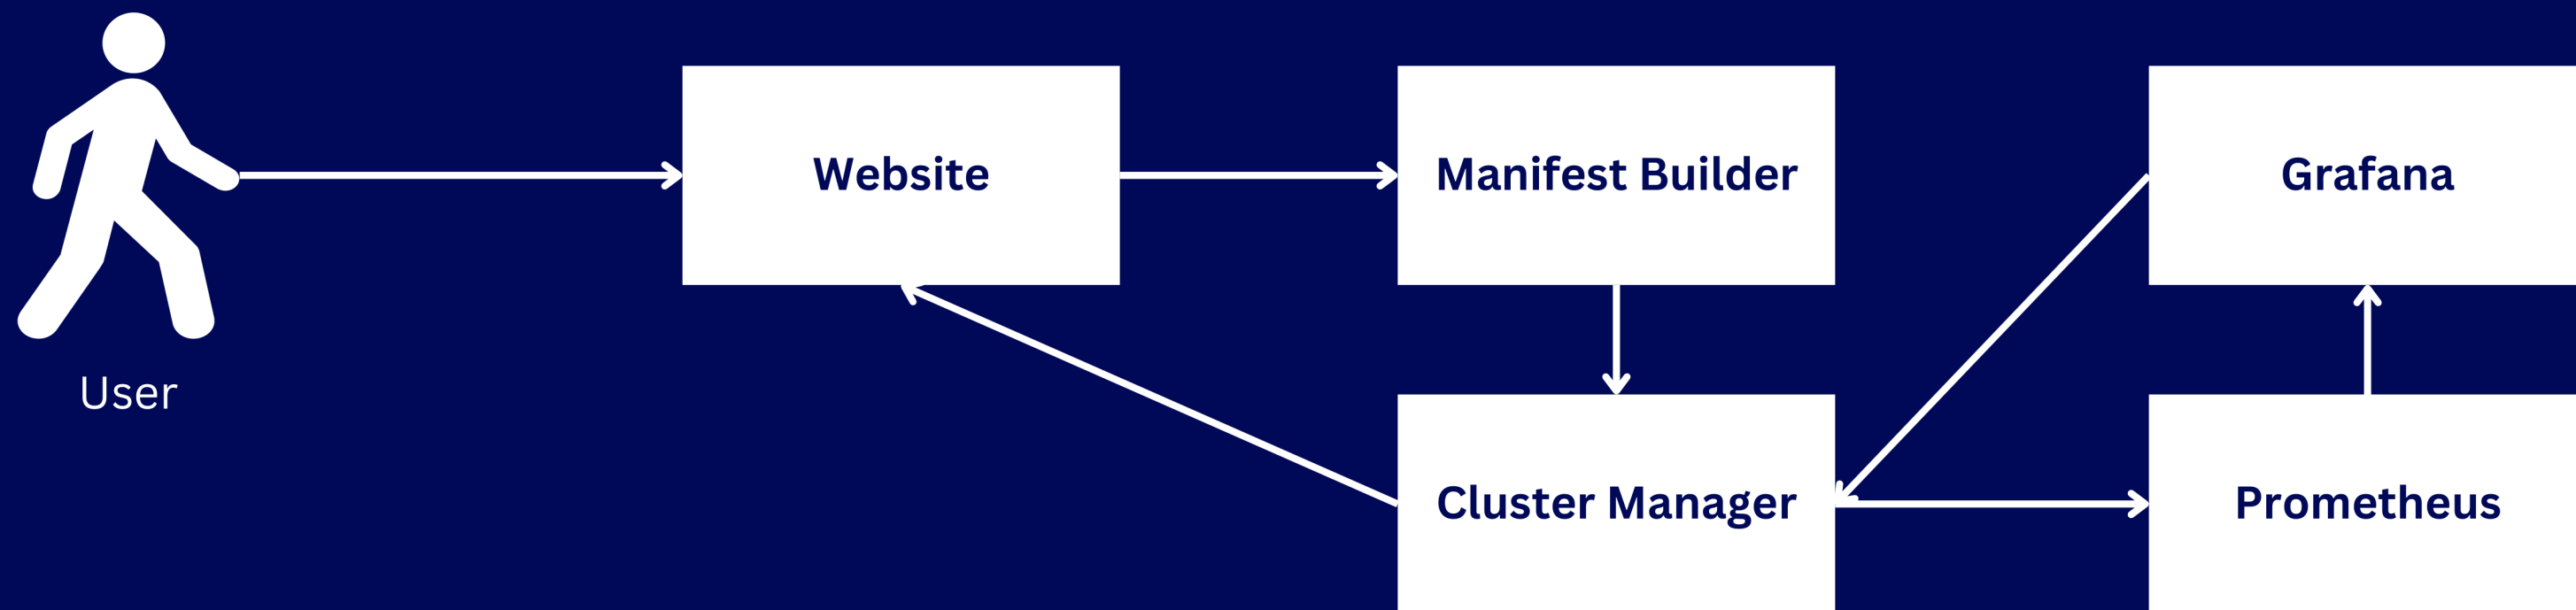 Website
Manifest Builder
Grafana
User
Cluster Manager
Prometheus